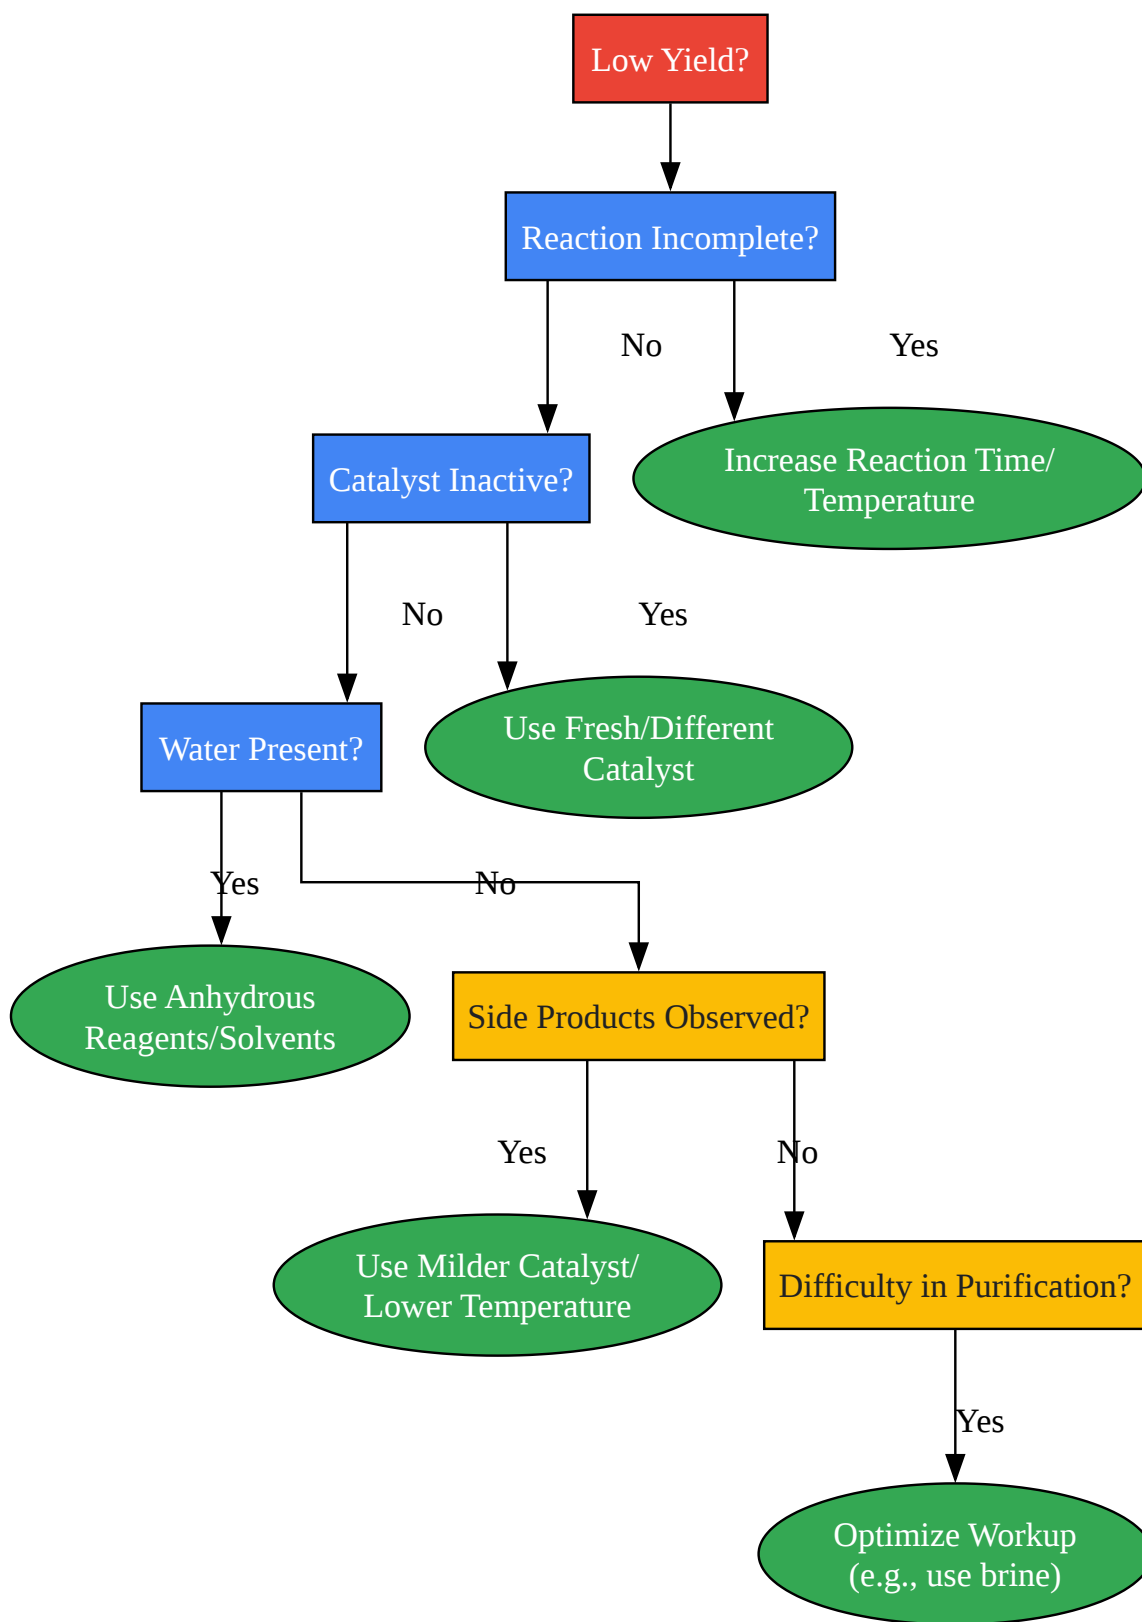 Low Yield?
Reaction Incomplete?
No
Yes
Catalyst Inactive?
Increase Reaction Time/
Temperature
No
Yes
Water Present?
Use Fresh/Different
Catalyst
Yes
No
Use Anhydrous
Reagents/Solvents
Side Products Observed?
Yes
No
Use Milder Catalyst/
Lower Temperature
Difficulty in Purification?
Yes
Optimize Workup
(e.g., use brine)